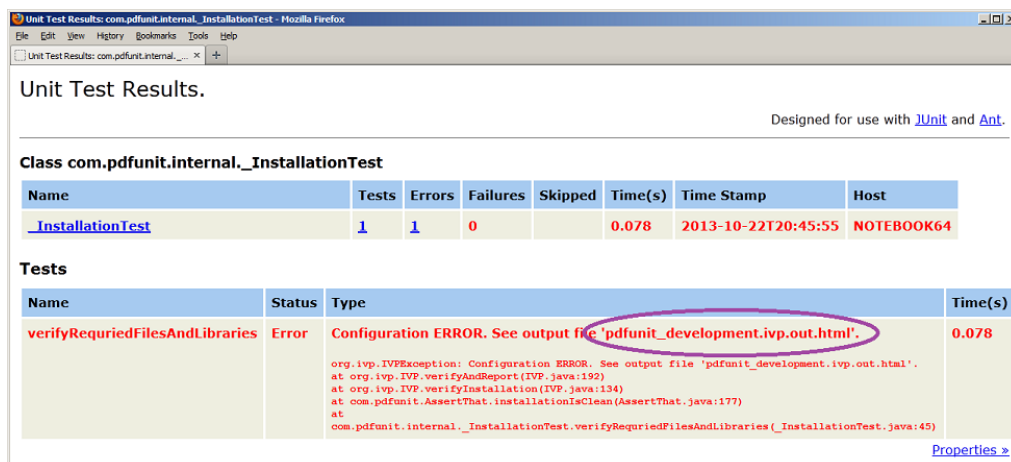 Unit Test Results: com.pdfunit.internal._InstallationTest - Mozilla Firefox
File Edit View History Bookmarks Tools Help
Unit Test Results: com.pdfunit.internal._... × +
Unit Test Results.
Designed for use with JUnit and Ant.
Class com.pdfunit.internal._InstallationTest
Name Tests Errors Failures Skipped Time(s) Time Stamp Host
_InstallationTest 1 1 0 0.078 2013-10-22T20:45:55 NOTEBOOK64
Tests
Name Status Type Time(s)
verifyRequriedFilesAndLibraries Error Configuration ERROR. See output file 'pdfunit_development.ivp.out.html'. 0.078
org.ivp.IVPException: Configuration ERROR. See output file 'pdfunit_development.ivp.out.html'.
at org.ivp.IVP.verifyAndReport(IVP.java:192)
at org.ivp.IVP.verifyInstallation(IVP.java:134)
at com.pdfunit.AssertThat.installationIsClean(AssertThat.java:177)
at
com.pdfunit.internal._InstallationTest.verifyRequriedFilesAndLibraries(_InstallationTest.java:45)
Properties »